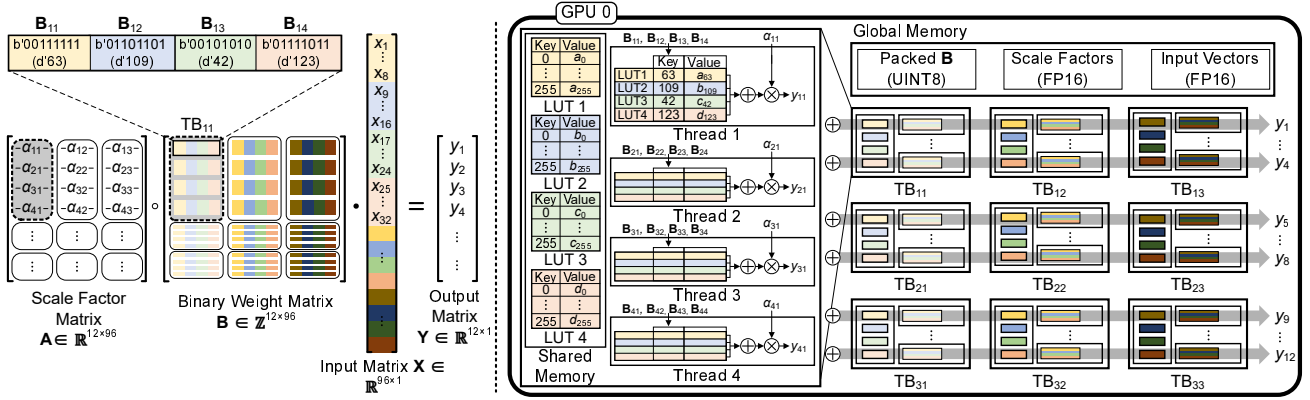 B11 B12 B13 B14
b'00111111 b'01101101 b'00101010 b'01111011
(d'63) (d'109) (d'42) (d'123)
TB11
-α11- -α12- -α13-
-α21- -α22- -α23-
-α31- -α32- -α33-
-α41- -α42- -α43-
⋮ ⋮ ⋮
⋮ ⋮ ⋮
∘
•
=
Scale Factor
Matrix
A ∈ ℝ12×96
Binary Weight Matrix
B ∈ ℤ12×96
x1
⋮
x8
x9
⋮
x16
x17
⋮
x24
x25
⋮
x32
⋮
Input Matrix X ∈
ℝ96×1
y1
y2
y3
y4
⋮
⋮
Output
Matrix
Y ∈ ℝ12×1
GPU 0
Key Value
0 a0
⋮ ⋮
255 a255
LUT 1
Key Value
0 b0
⋮ ⋮
255 b255
LUT 2
Key Value
0 c0
⋮ ⋮
255 c255
LUT 3
Key Value
0 d0
⋮ ⋮
255 d255
LUT 4
Shared
Memory
B11, B12, B13, B14
α11
Key Value
LUT1 63 a63
LUT2 109 b109
LUT3 42 c42
LUT4 123 d123
y11
Thread 1
B21, B22, B23, B24
α21
y21
Thread 2
B31, B32, B33, B34
α31
y31
Thread 3
B41, B42, B43, B44
α41
y41
Thread 4
Global Memory
Packed B
(UINT8)
Scale Factors
(FP16)
Input Vectors
(FP16)
y1
⋮
y4
TB11 TB12 TB13
y5
⋮
y8
TB21 TB22 TB23
y9
⋮
y12
TB31 TB32 TB33